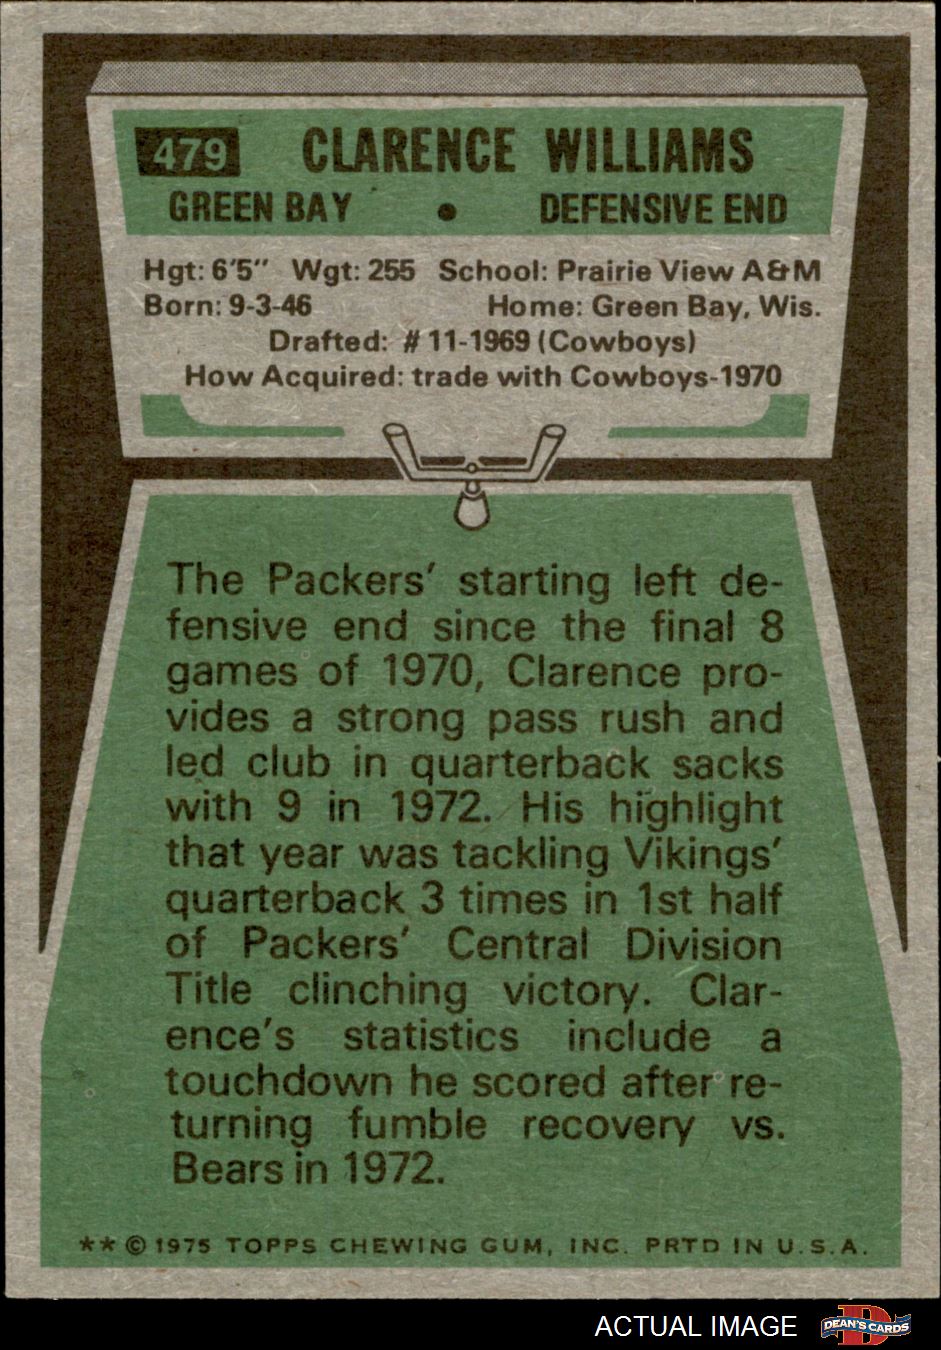 479 CLARENCE WILLIAMS
GREEN BAY • DEFENSIVE END
Hgt: 6'5" Wgt: 255 School: Prairie View A&M
Born: 9-3-46 Home: Green Bay, Wis.
Drafted: #11-1969 (Cowboys)
How Acquired: trade with Cowboys-1970
The Packers' starting left de-
fensive end since the final 8
games of 1970, Clarence pro-
vides a strong pass rush and
led club in quarterback sacks
with 9 in 1972. His highlight
that year was tackling Vikings'
quarterback 3 times in 1st half
of Packers' Central Division
Title clinching victory. Clar-
ence's statistics include a
touchdown he scored after re-
turning fumble recovery vs.
Bears in 1972.
**© 1975 TOPPS CHEWING GUM, INC. PRTD IN U.S.A.
ACTUAL IMAGE D DEAN'S CARDS